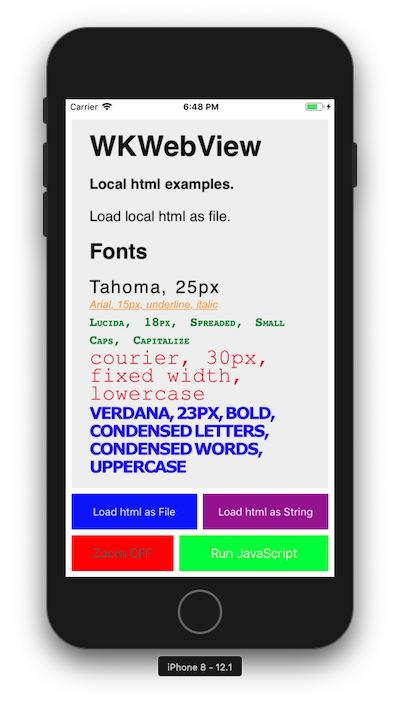 Carrier 6:48 PM
WKWebView
Local html examples.
Load local html as file.
Fonts
Tahoma, 25px
Arial, 15px, underline, italic
Lucida, 18px, Spreaded, Small
Caps, Capitalize
courier, 30px,
fixed width,
lowercase
VERDANA, 23PX, BOLD,
CONDENSED LETTERS,
CONDENSED WORDS,
UPPERCASE
Load html as File Load html as String
Zoom OFF Run JavaScript
iPhone 8 - 12.1